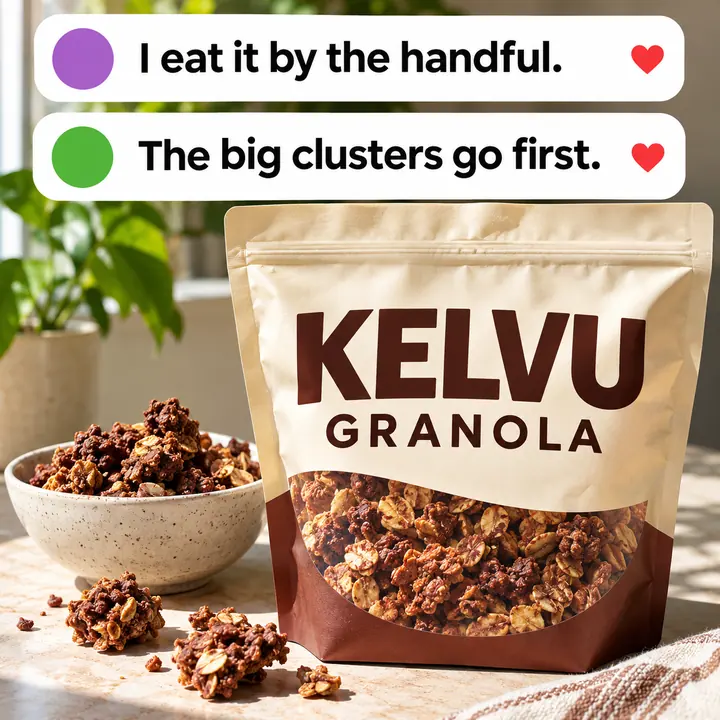 I eat it by the handful.
The big clusters go first.
KELVU
GRANOLA